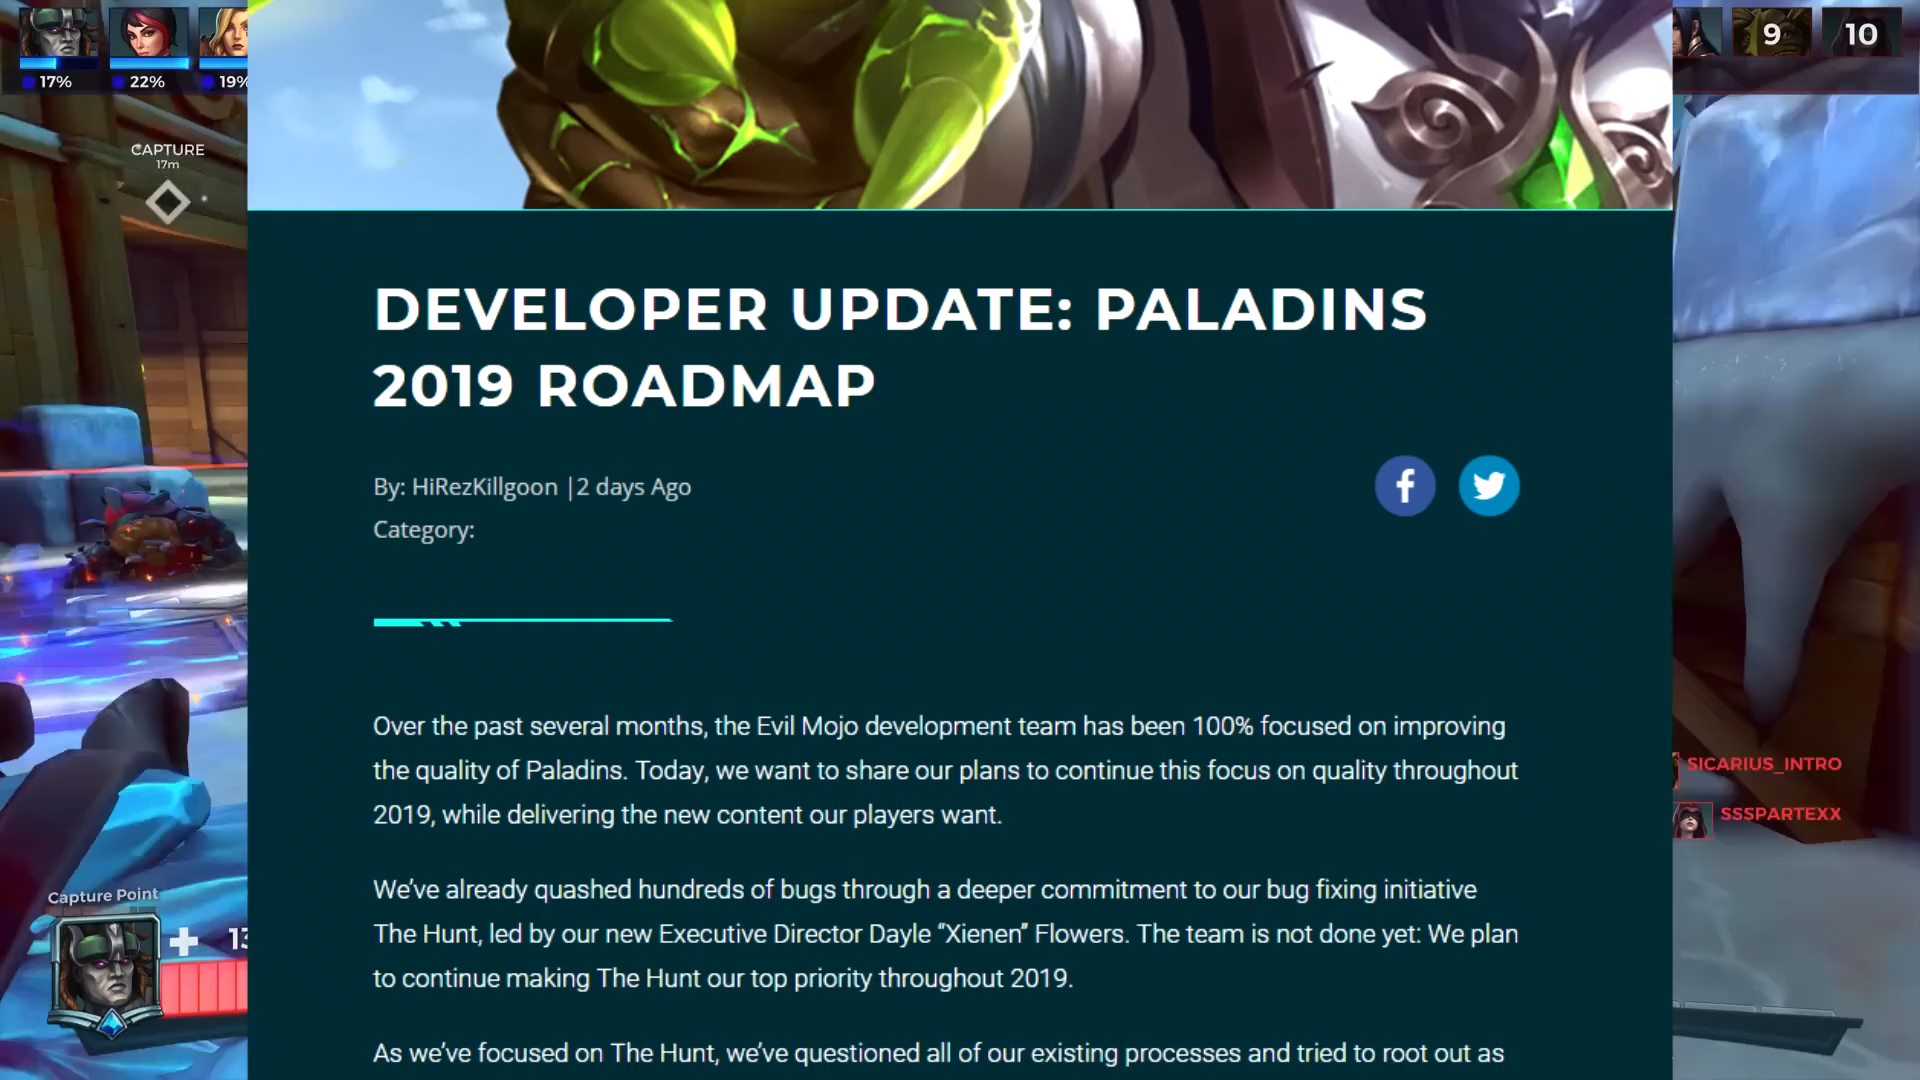 17%
22%
19%
9
10
CAPTURE
17m
DEVELOPER UPDATE: PALADINS
2019 ROADMAP
By: HiRezKillgoon |2 days Ago
Category:
Over the past several months, the Evil Mojo development team has been 100% focused on improving
the quality of Paladins. Today, we want to share our plans to continue this focus on quality throughout
2019, while delivering the new content our players want.
SICARIUS_INTRO
SSSPARTEXX
We’ve already quashed hundreds of bugs through a deeper commitment to our bug fixing initiative
The Hunt, led by our new Executive Director Dayle “Xienen” Flowers. The team is not done yet: We plan
to continue making The Hunt our top priority throughout 2019.
Capture Point
As we’ve focused on The Hunt, we’ve questioned all of our existing processes and tried to root out as